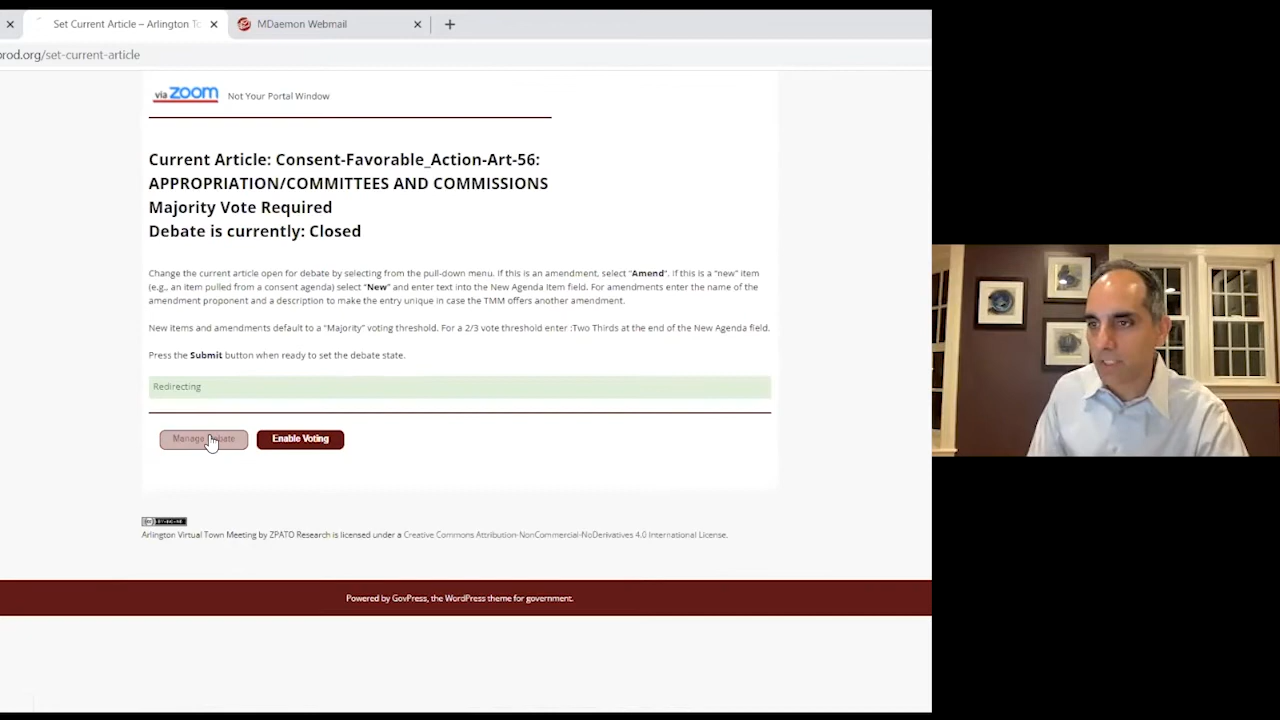 Set Current Article – Arlington To
MDaemon Webmail
prod.org/set-current-article
via zoom Not Your Portal Window
Current Article: Consent-Favorable_Action-Art-56:
APPROPRIATION/COMMITTEES AND COMMISSIONS
Majority Vote Required
Debate is currently: Closed
Change the current article open for debate by selecting from the pull-down menu. If this is an amendment, select "Amend". If this is a "new" item
(e.g., an item pulled from a consent agenda) select "New" and enter text into the New Agenda Item field. For amendments enter the name of the
amendment proponent and a description to make the entry unique in case the TMM offers another amendment.
New items and amendments default to a "Majority" voting threshold. For a 2/3 vote threshold enter :Two Thirds at the end of the New Agenda field.
Press the Submit button when ready to set the debate state.
Redirecting
Manage Debate Enable Voting
Arlington Virtual Town Meeting by ZPATO Research is licensed under a Creative Commons Attribution-NonCommercial-NoDerivatives 4.0 International License.
Powered by GovPress, the WordPress theme for government.